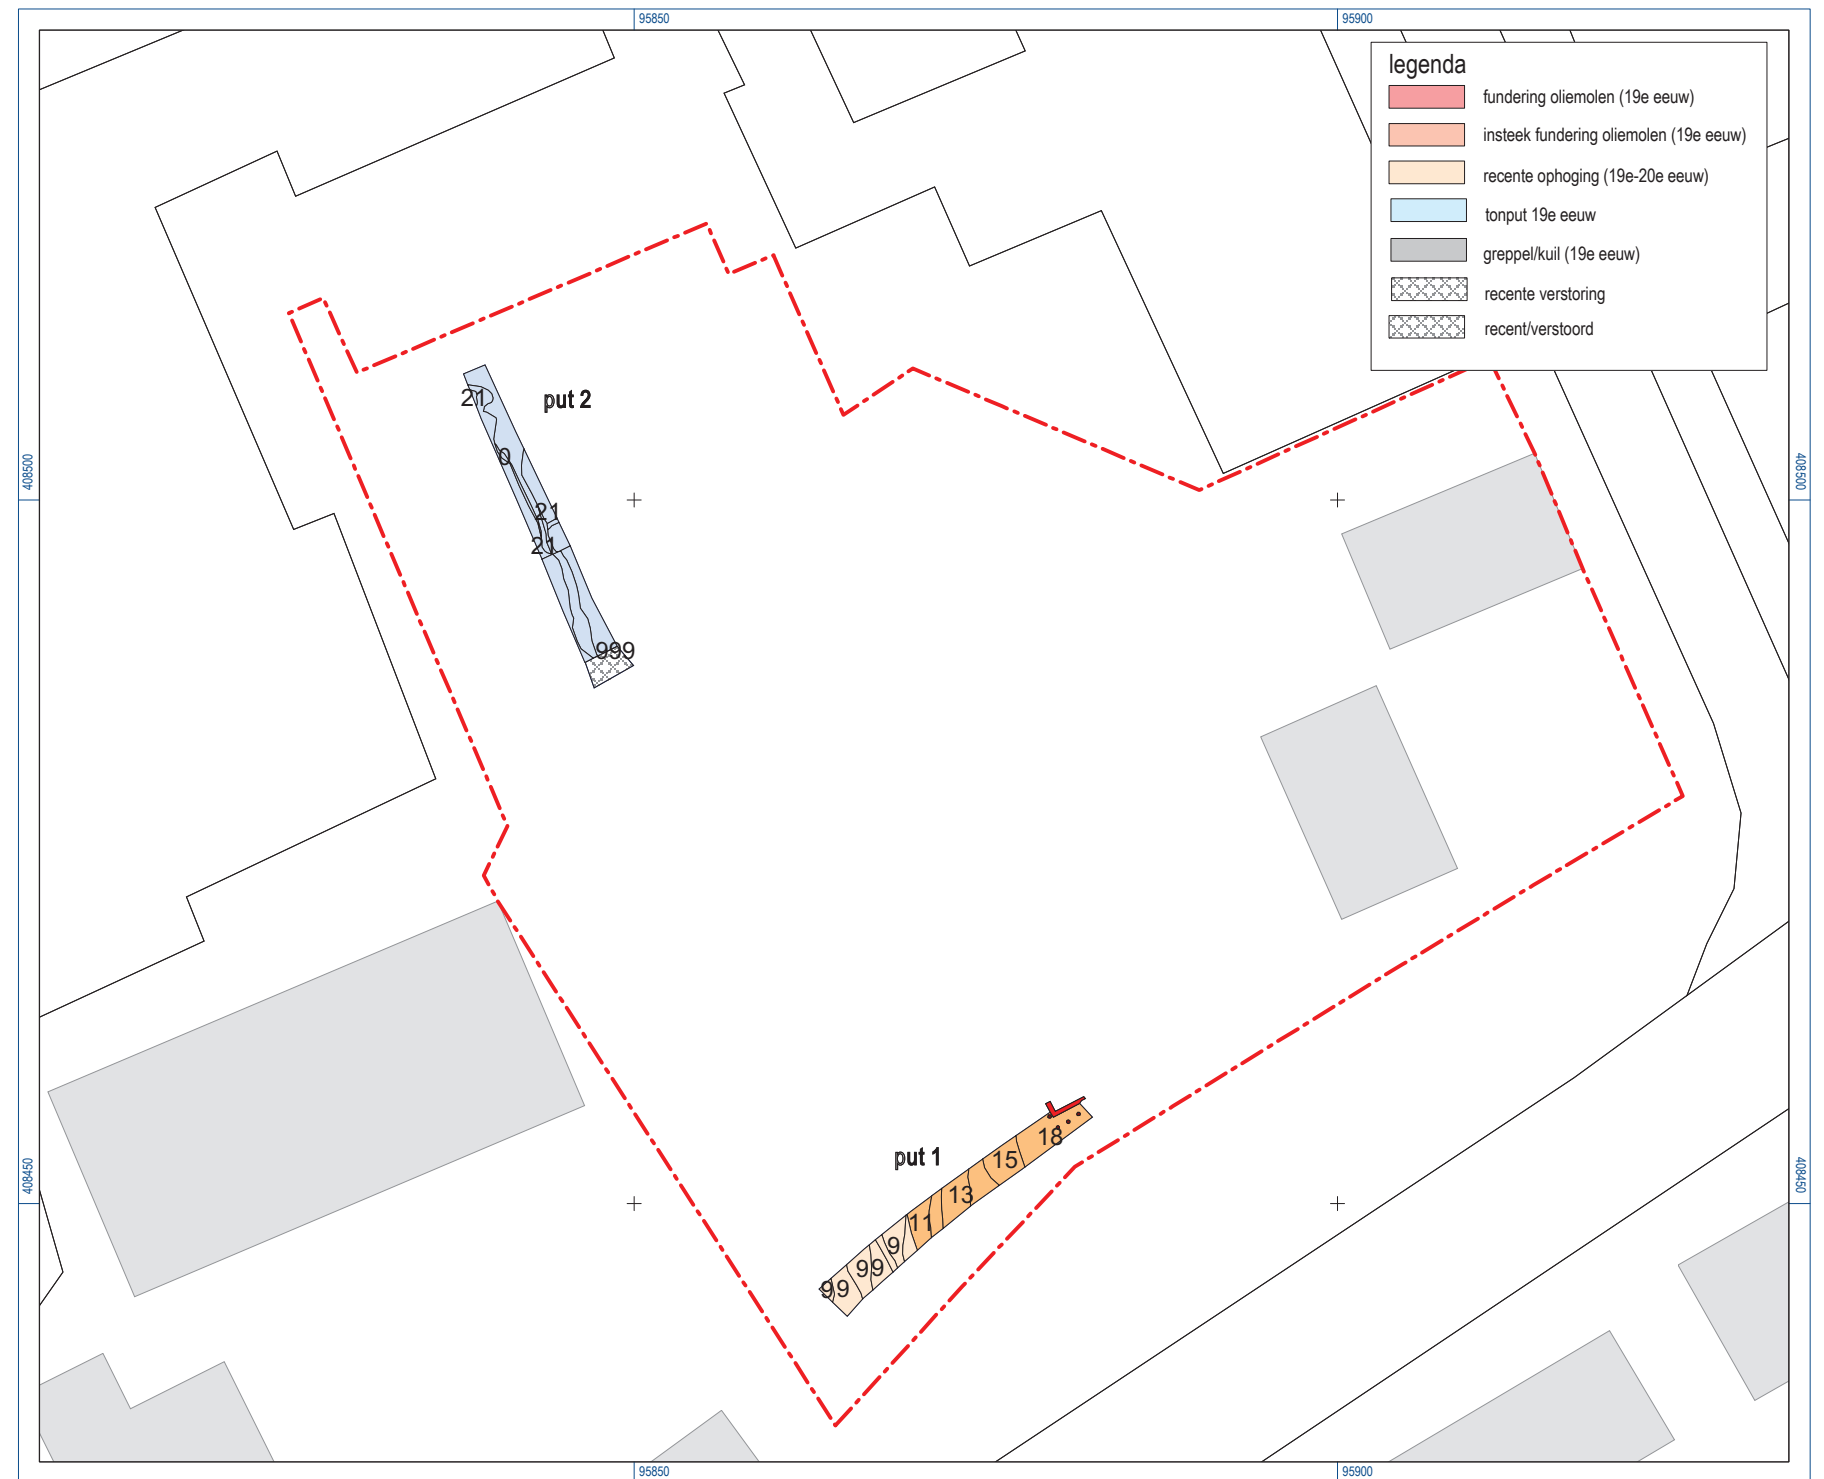 95850
95900
legenda
fundering oliemolen (19e eeuw)
insteek fundering oliemolen (19e eeuw)
recente ophoging (19e-20e eeuw)
tonput 19e eeuw
greppel/kuil (19e eeuw)
recente verstoring
recent/verstoord
21
put 2
0
408500
408500
21
21
999
put 1
18
15
408450
408450
13
11
9
99
99
95850
95900